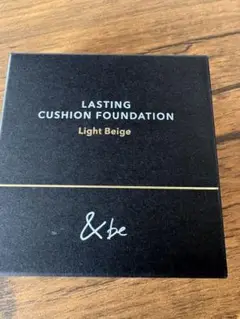 LASTING
CUSHION FOUNDATION
Light Beige
&be